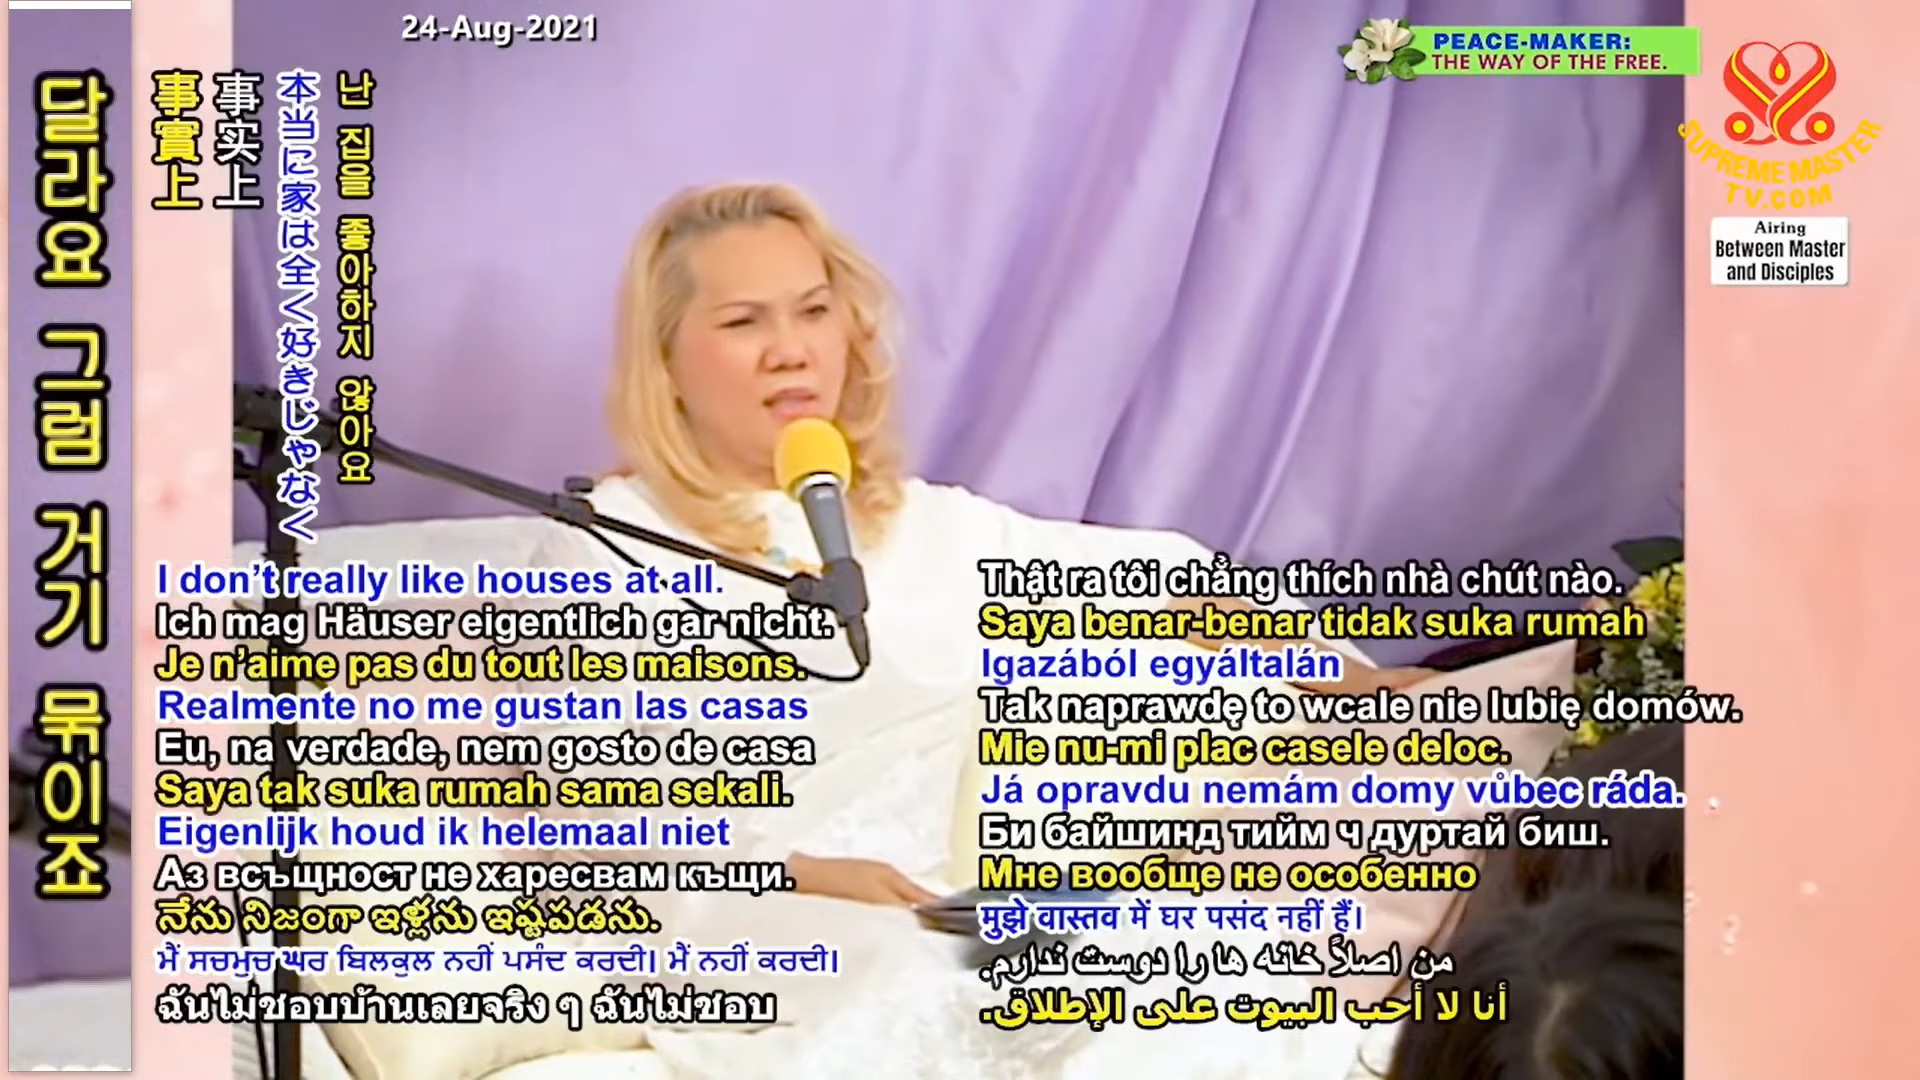 24-Aug-2021
PEACE-MAKER:
THE WAY OF THE FREE.
SUPREME MASTER
TV.COM
Airing
Between Master
and Disciples
달라요 그럼 거기 묶이죠
事實上
事实上
本当に家は全く好きじゃなく
난 집을 좋아하지 않아요
I don’t really like houses at all.
Ich mag Häuser eigentlich gar nicht.
Je n’aime pas du tout les maisons.
Realmente no me gustan las casas
Eu, na verdade, nem gosto de casa
Saya tak suka rumah sama sekali.
Eigenlijk houd ik helemaal niet
Аз всъщност не харесвам къщи.
నేను నిజంగా ఇళ్లను ఇష్టపడను.
ਮੈਂ ਸਚਮੁਚ ਘਰ ਬਿਲਕੁਲ ਨਹੀਂ ਪਸੰਦ ਕਰਦੀ। ਮੈਂ ਨਹੀਂ ਕਰਦੀ।
ฉันไม่ชอบบ้านเลยจริง ๆ ฉันไม่ชอบ
Thật ra tôi chẳng thích nhà chút nào.
Saya benar-benar tidak suka rumah
Igazából egyáltalán
Tak naprawdę to wcale nie lubię domów.
Mie nu-mi plac casele deloc.
Já opravdu nemám domy vůbec ráda.
Би байшинд тийм ч дуртай биш.
Мне вообще не особенно
मुझे वास्तव में घर पसंद नहीं हैं।
من اصلاً خانه ها را دوست ندارم.
أنا لا أحب البيوت على الإطلاق.